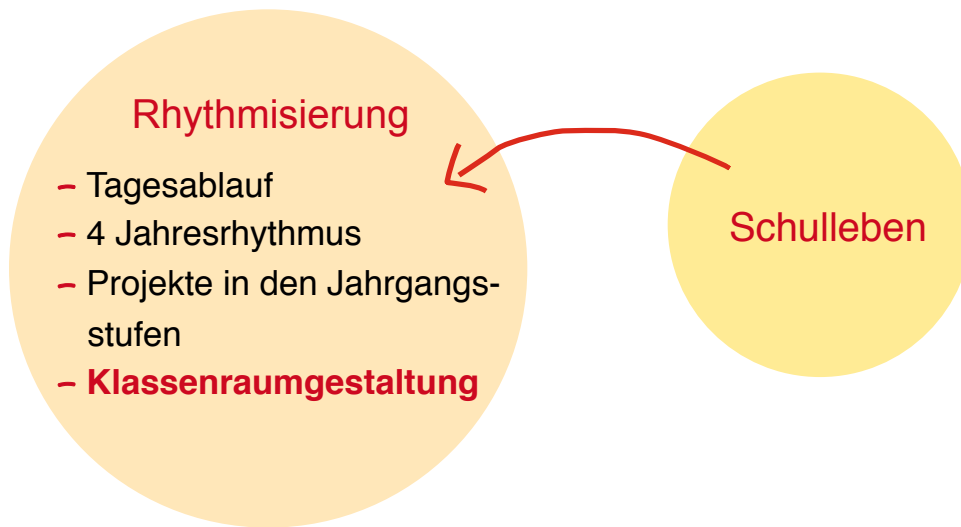 Rhythmisierung
– Tagesablauf
– 4 Jahresrhythmus
– Projekte in den Jahrgangs-
stufen
– Klassenraumgestaltung
Schulleben